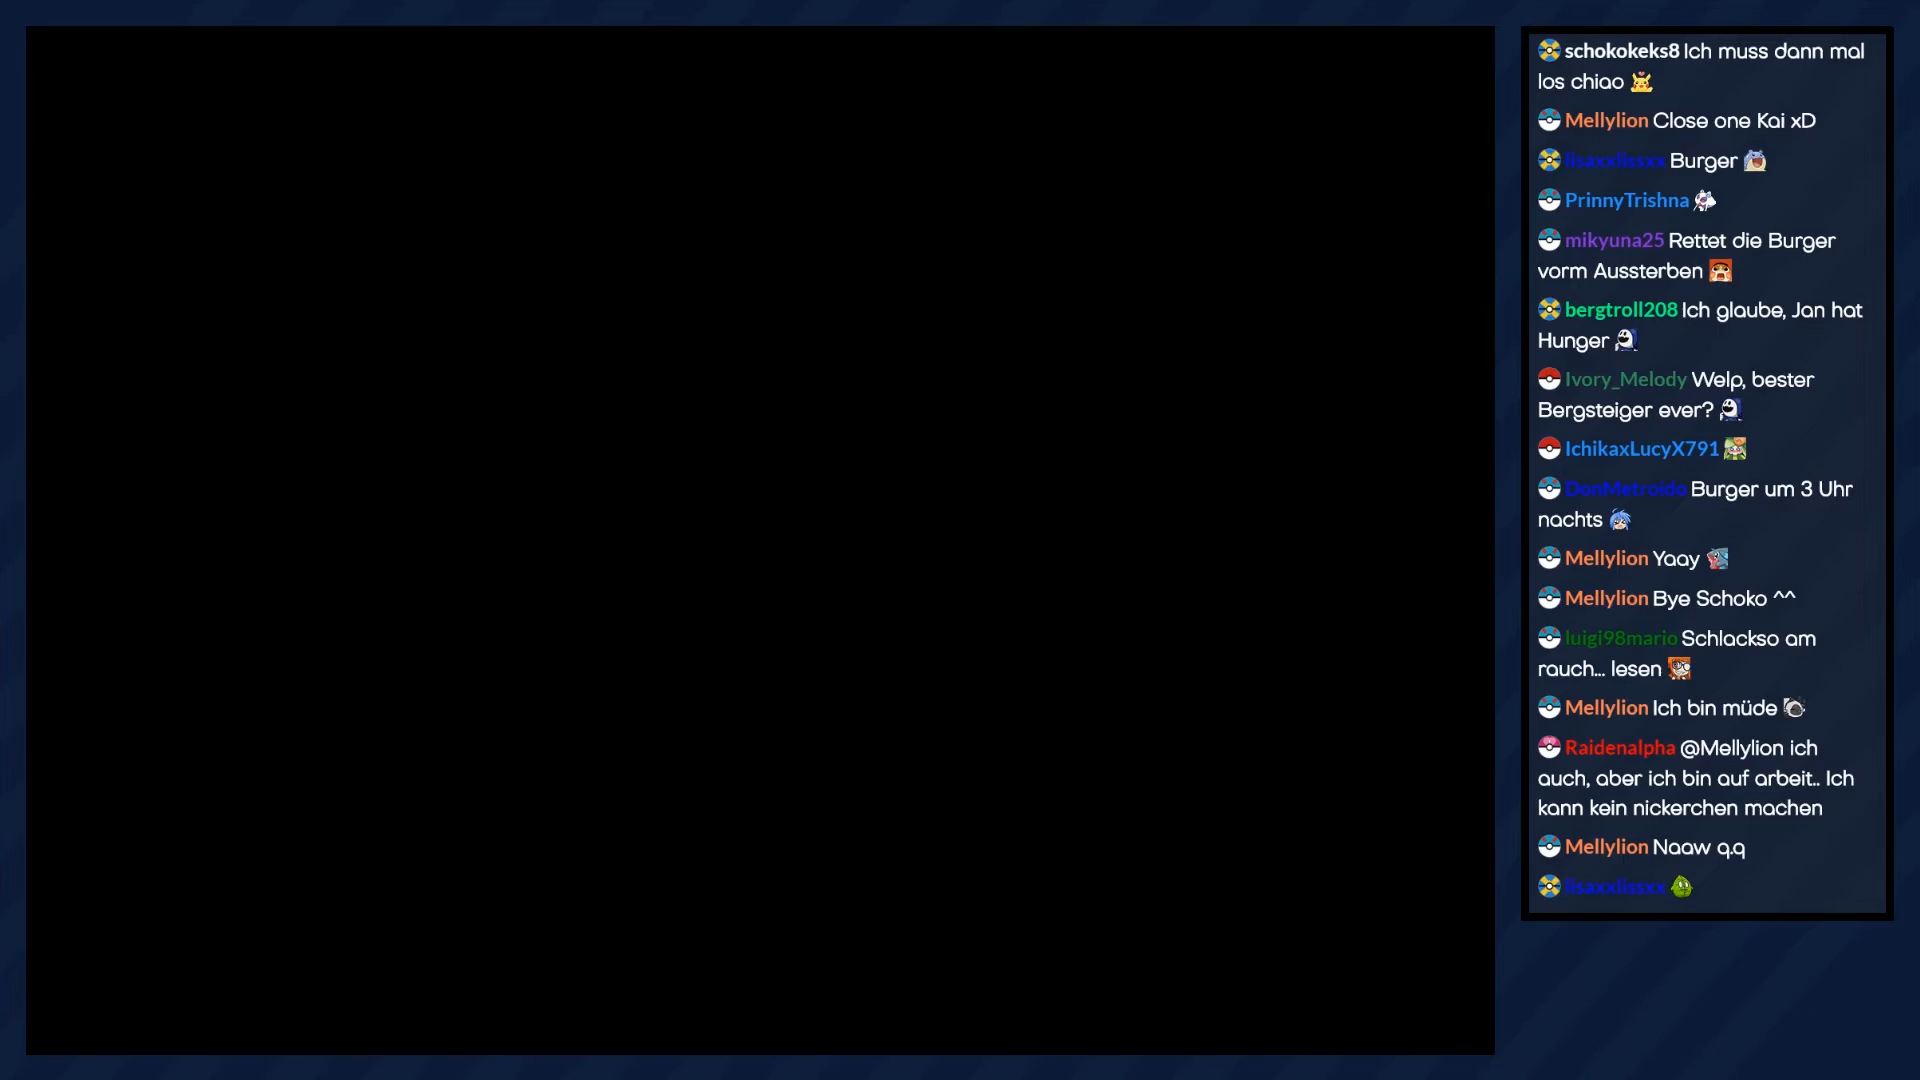 schokokeks8 Ich muss dann mal
los chiao
Mellylion Close one Kai xD
lisaxxlissxx Burger
PrinnyTrishna
mikyuna25 Rettet die Burger
vorm Aussterben
bergtroll208 Ich glaube, Jan hat
Hunger
Ivory_Melody Welp, bester
Bergsteiger ever?
IchikaxLucyX791
DonMetroido Burger um 3 Uhr
nachts
Mellylion Yaay
Mellylion Bye Schoko ^^
luigi98mario Schlackso am
rauch... lesen
Mellylion Ich bin müde
Raidenalpha @Mellylion ich
auch, aber ich bin auf arbeit.. Ich
kann kein nickerchen machen
Mellylion Naaw q.q
lisaxxlissxx